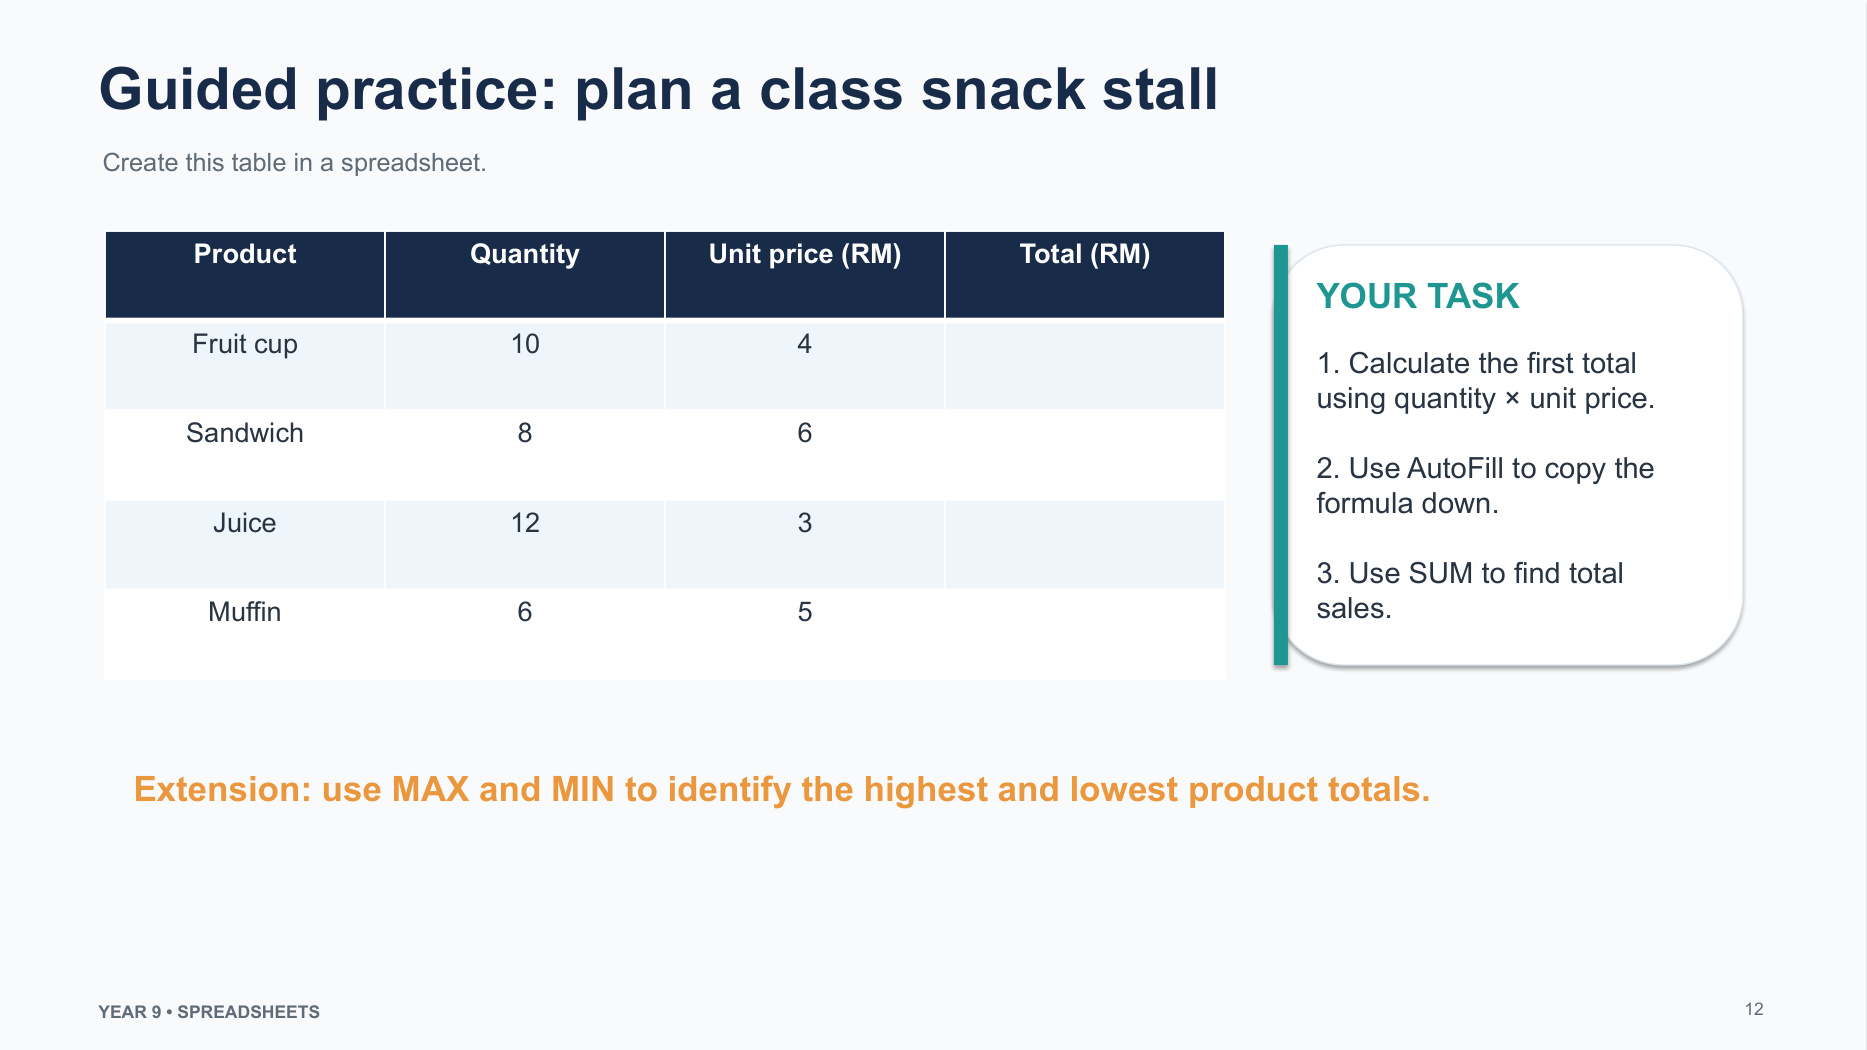 Guided practice: plan a class snack stall
Create this table in a spreadsheet.
Product Quantity Unit price (RM) Total (RM)
Fruit cup 10 4
Sandwich 8 6
Juice 12 3
Muffin 6 5
YOUR TASK
1. Calculate the first total
using quantity × unit price.
2. Use AutoFill to copy the
formula down.
3. Use SUM to find total
sales.
Extension: use MAX and MIN to identify the highest and lowest product totals.
YEAR 9 • SPREADSHEETS
12